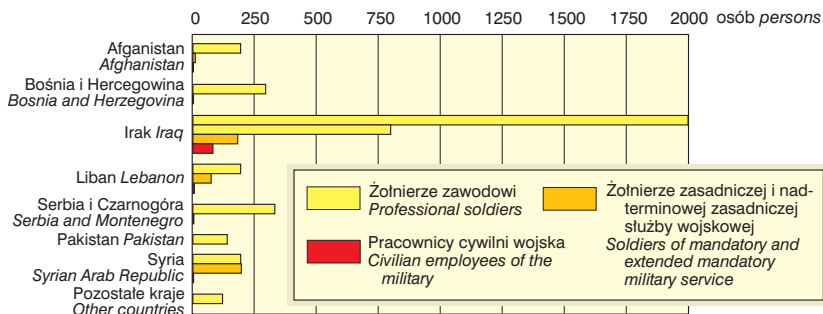 0 250 500 750 1000 1250 1500 1750 2000 osób persons
Afganistan
Afghanistan
Bośnia i Hercegowina
Bosnia and Herzegovina
Irak Iraq
Liban Lebanon
Serbia i Czarnogóra
Serbia and Montenegro
Pakistan Pakistan
Syria
Syrian Arab Republic
Pozostałe kraje
Other countries
Żołnierze zawodowi
Professional soldiers
Pracownicy cywilni wojska
Civilian employees of the
military
Żołnierze zasadniczej i nad-
terminowej zasadniczej
służby wojskowej
Soldiers of mandatory and
extended mandatory
military service